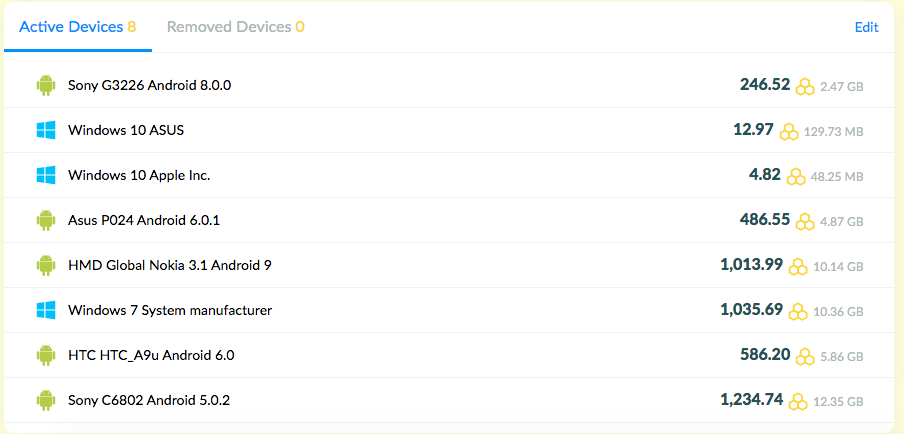 Active Devices 8 Removed Devices 0 Edit
Sony G3226 Android 8.0.0 246.52 2.47 GB
Windows 10 ASUS 12.97 129.73 MB
Windows 10 Apple Inc. 4.82 48.25 MB
Asus P024 Android 6.0.1 486.55 4.87 GB
HMD Global Nokia 3.1 Android 9 1,013.99 10.14 GB
Windows 7 System manufacturer 1,035.69 10.36 GB
HTC HTC_A9u Android 6.0 586.20 5.86 GB
Sony C6802 Android 5.0.2 1,234.74 12.35 GB